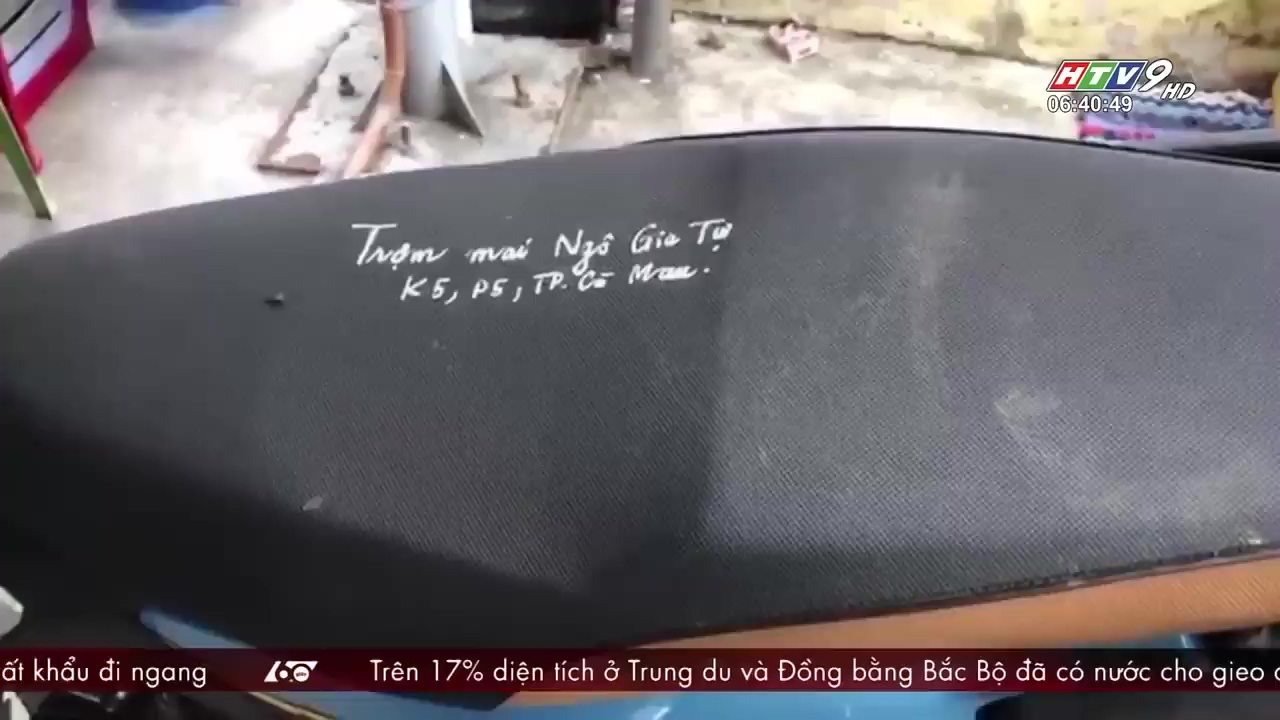 HTV9 HD
06:40:49
Trộm mai Ngô Gia Tự
K5, P5, TP. Cà Mau.
ất khẩu đi ngang 60 Trên 17% diện tích ở Trung du và Đồng bằng Bắc Bộ đã có nước cho gieo